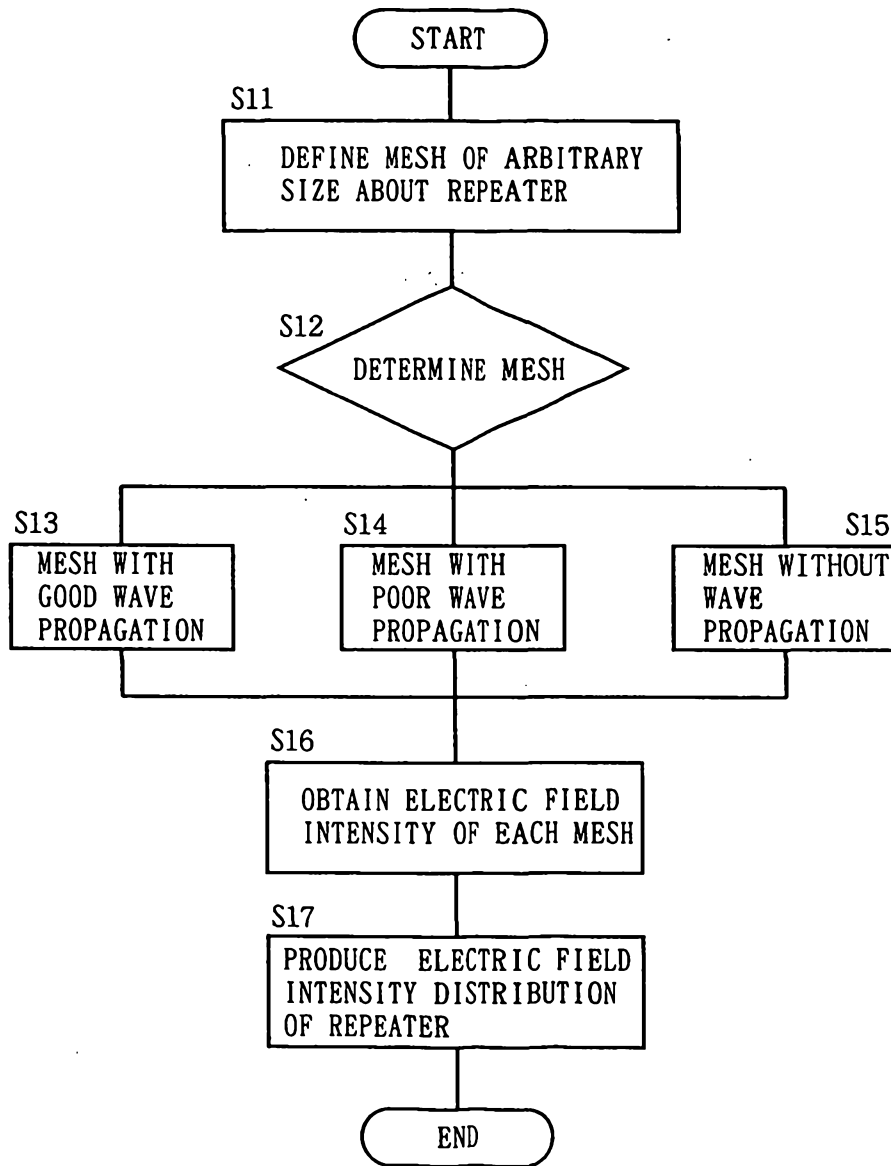 START
S11
DEFINE MESH OF ARBITRARY
SIZE ABOUT REPEATER
S12
DETERMINE MESH
S13
MESH WITH
GOOD WAVE
PROPAGATION
S14
MESH WITH
POOR WAVE
PROPAGATION
S15
MESH WITHOUT
WAVE
PROPAGATION
S16
OBTAIN ELECTRIC FIELD
INTENSITY OF EACH MESH
S17
PRODUCE ELECTRIC FIELD
INTENSITY DISTRIBUTION
OF REPEATER
END